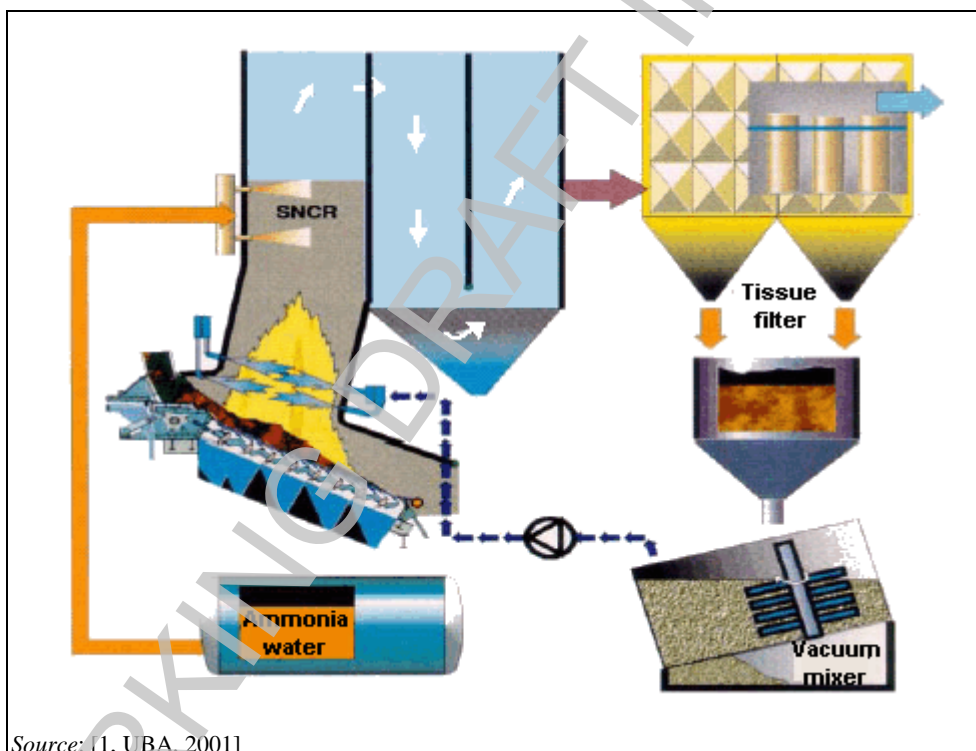 SNCR
Tissue
filter
Ammonia
water
Vacuum
mixer
Source: [1, UBA, 2001]